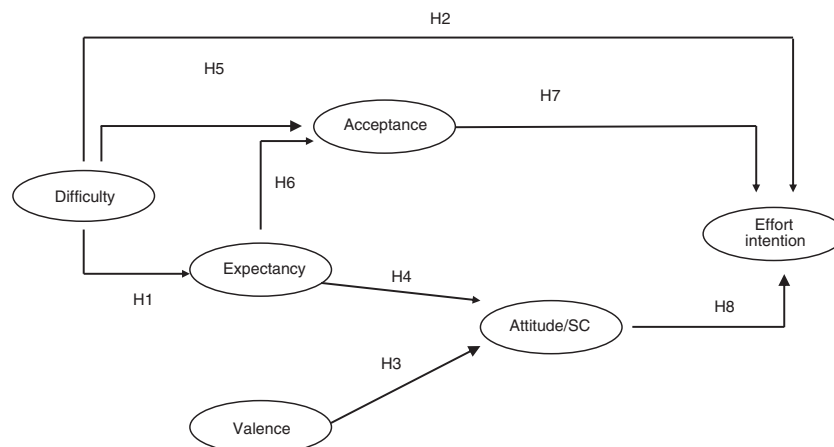 H2
H5
H7
Acceptance
H6
Difficulty
Effort
intention
Expectancy
H4
H1
H8
Attitude/SC
H3
Valence